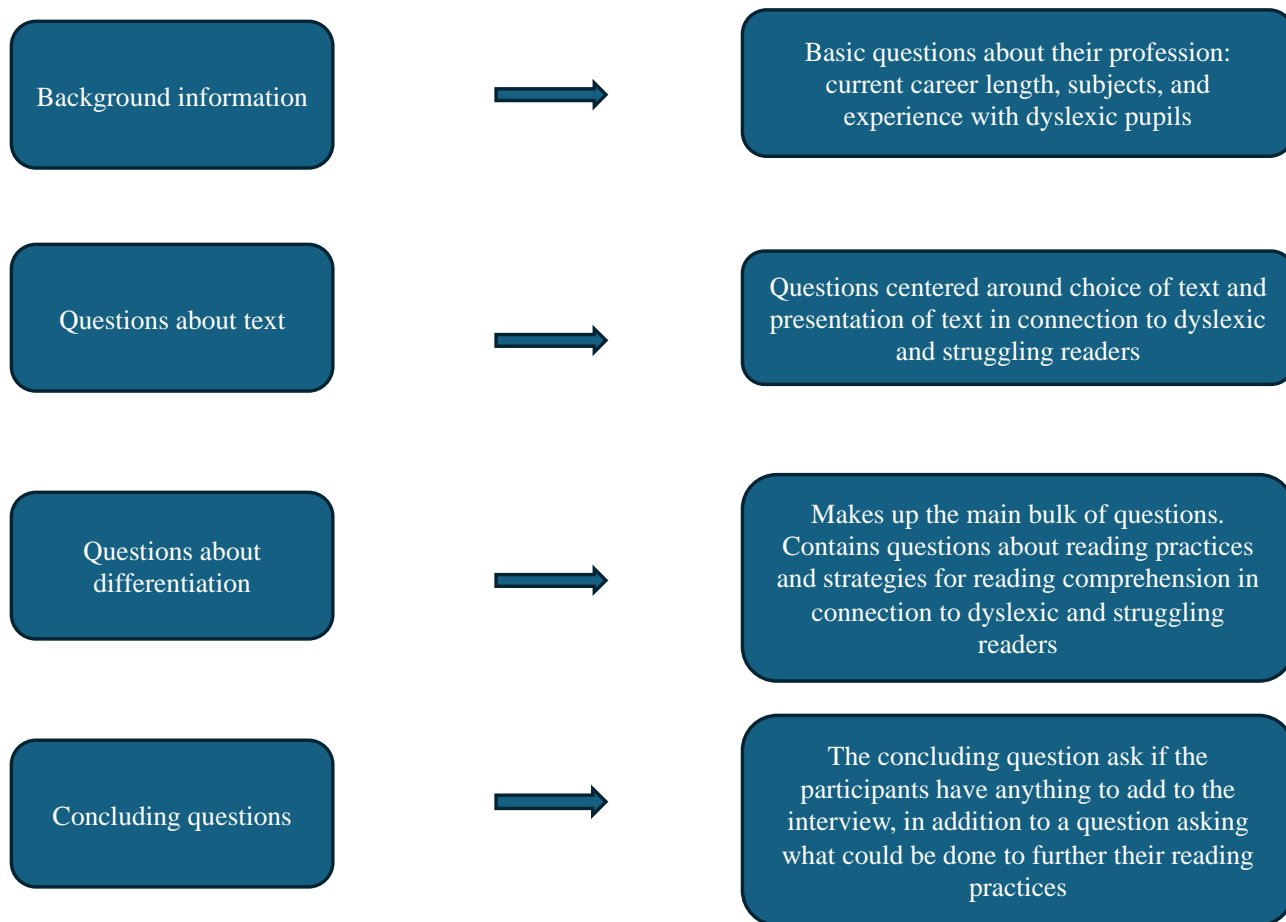 Background information
Basic questions about their profession:
current career length, subjects, and
experience with dyslexic pupils
Questions about text
Questions centered around choice of text and
presentation of text in connection to dyslexic
and struggling readers
Questions about
differentiation
Makes up the main bulk of questions.
Contains questions about reading practices
and strategies for reading comprehension in
connection to dyslexic and struggling
readers
Concluding questions
The concluding question ask if the
participants have anything to add to the
interview, in addition to a question asking
what could be done to further their reading
practices